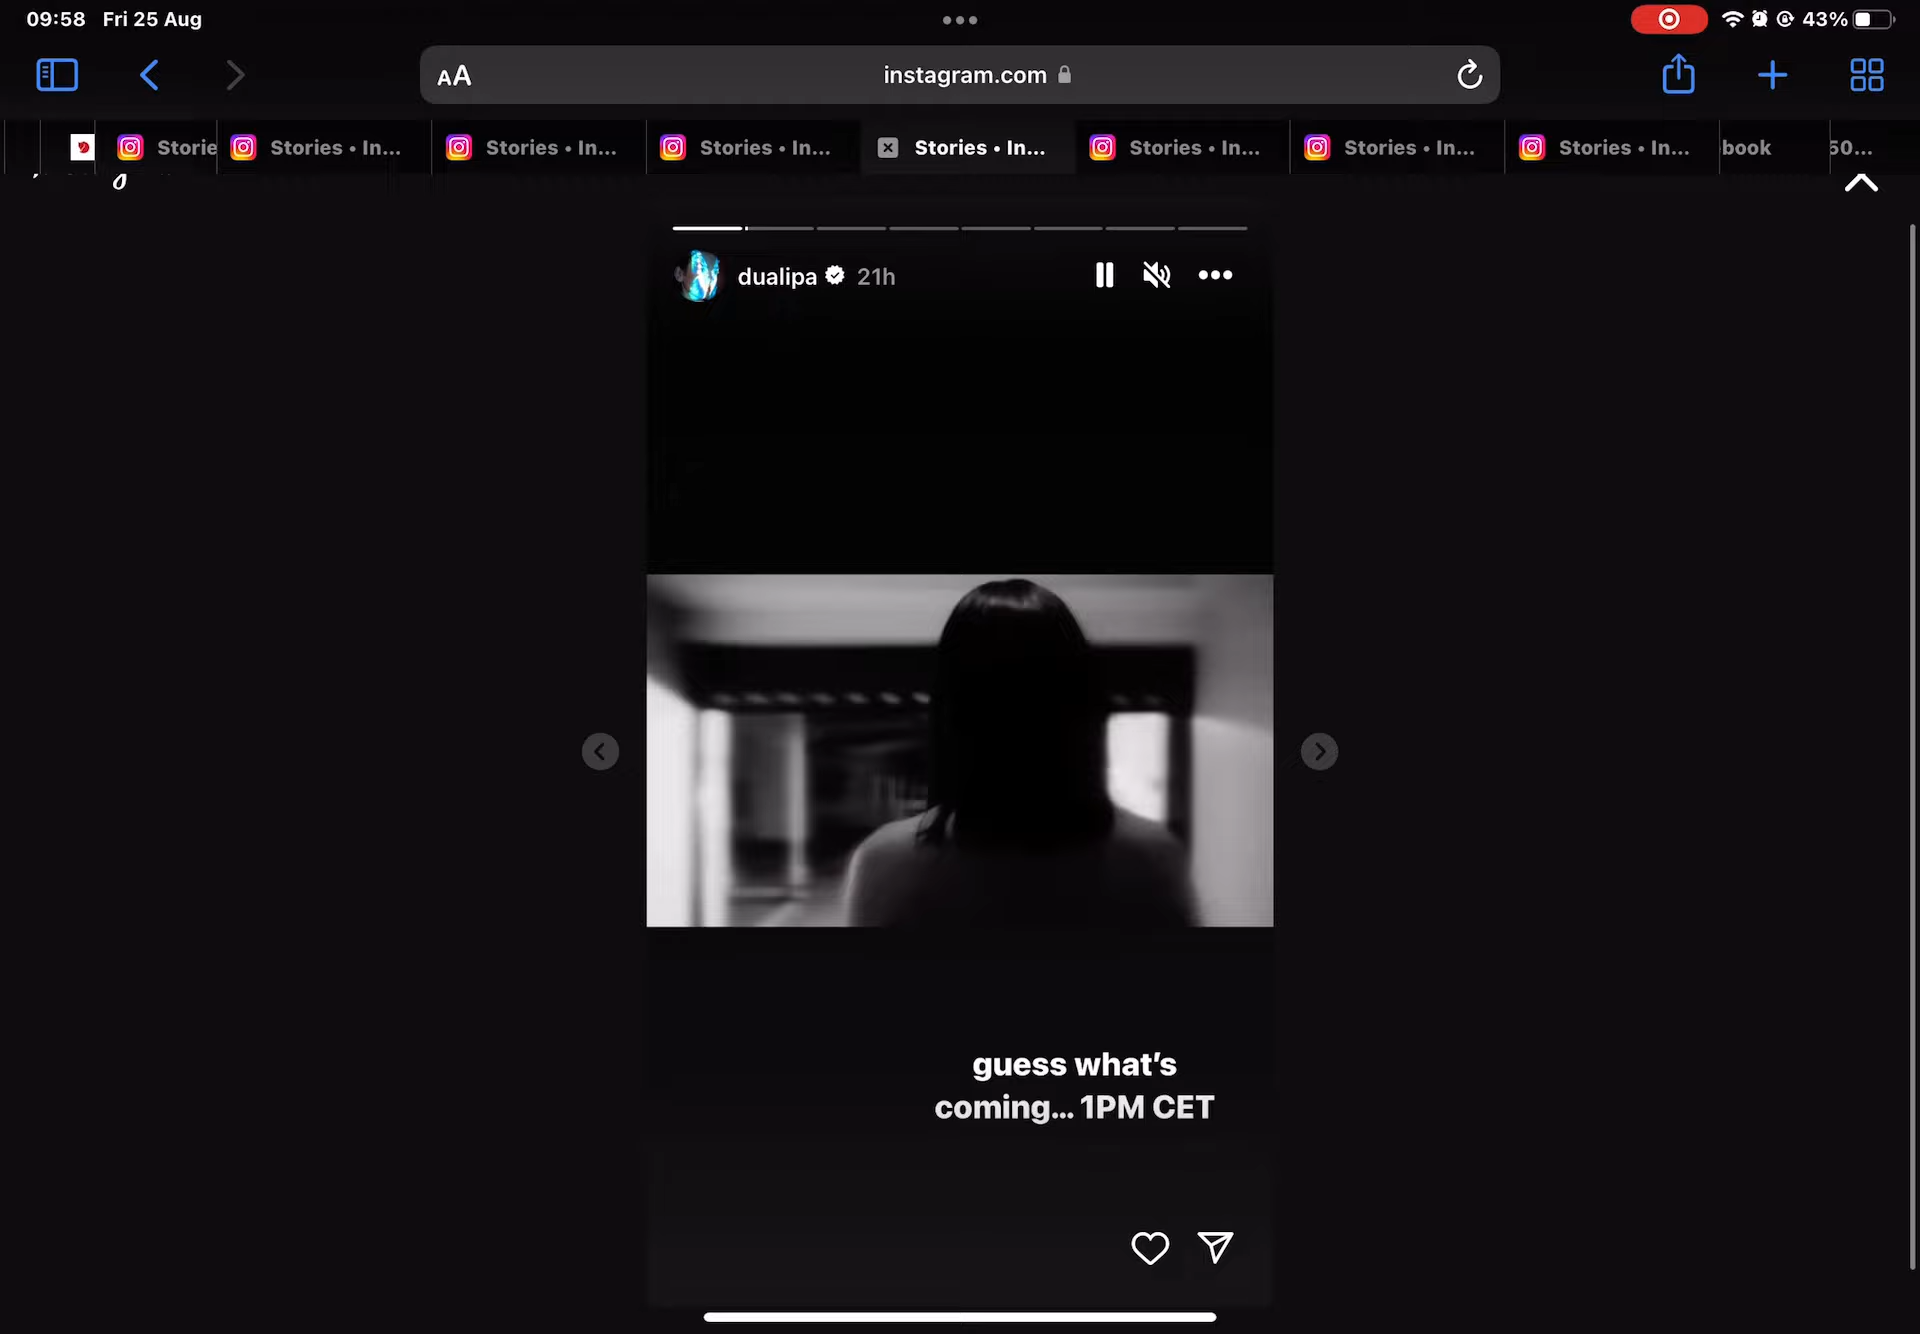 09:58 Fri 25 Aug
43%
AA
instagram.com
Storie
Stories • In...
Stories • In...
Stories • In...
Stories • In...
Stories • In...
Stories • In...
Stories • In...
book
50...
dualipa 21h
guess what's
coming... 1PM CET